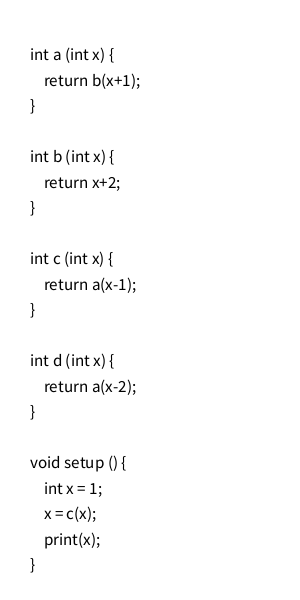 int a (int x) {
    return b(x+1);
}

int b (int x) {
    return x+2;
}

int c (int x) {
    return a(x-1);
}

int d (int x) {
    return a(x-2);
}

void setup () {
    int x = 1;
    x = c(x);
    print(x);
}